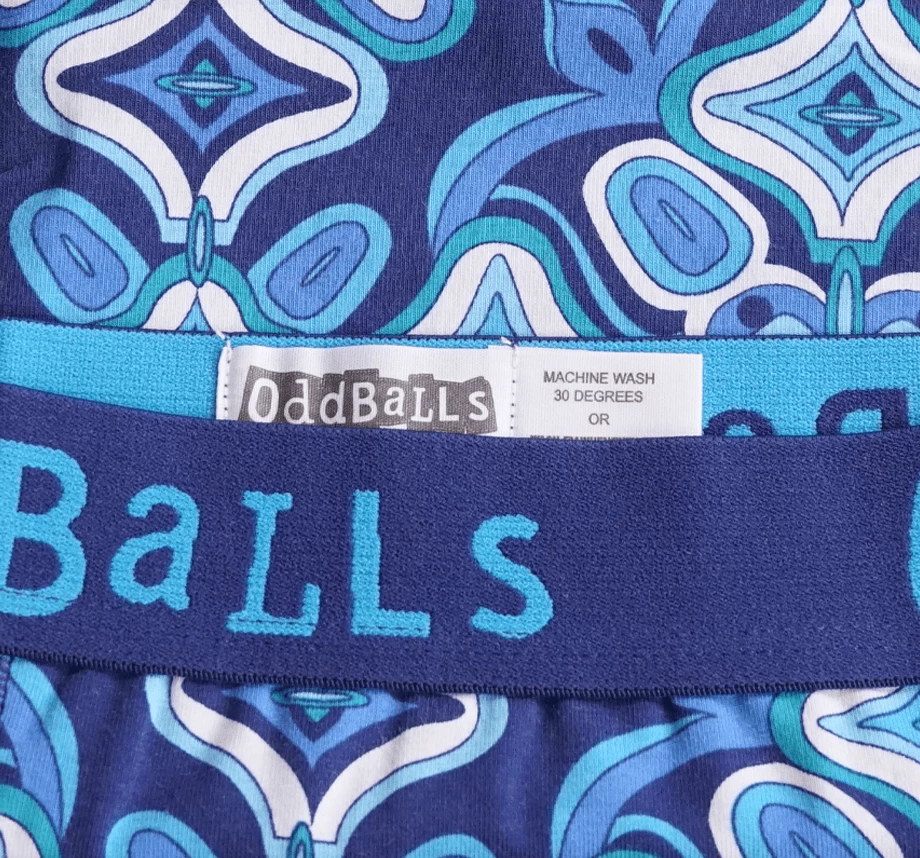 OddBaLLs
MACHINE WASH
30 DEGREES
OR
BaLLs